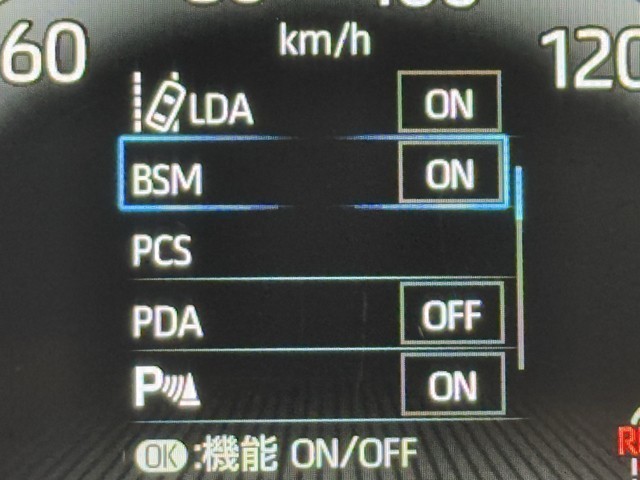 60
km/h
120
LDA ON
BSM ON
PCS
PDA OFF
P ON
OK :機能 ON/OFF